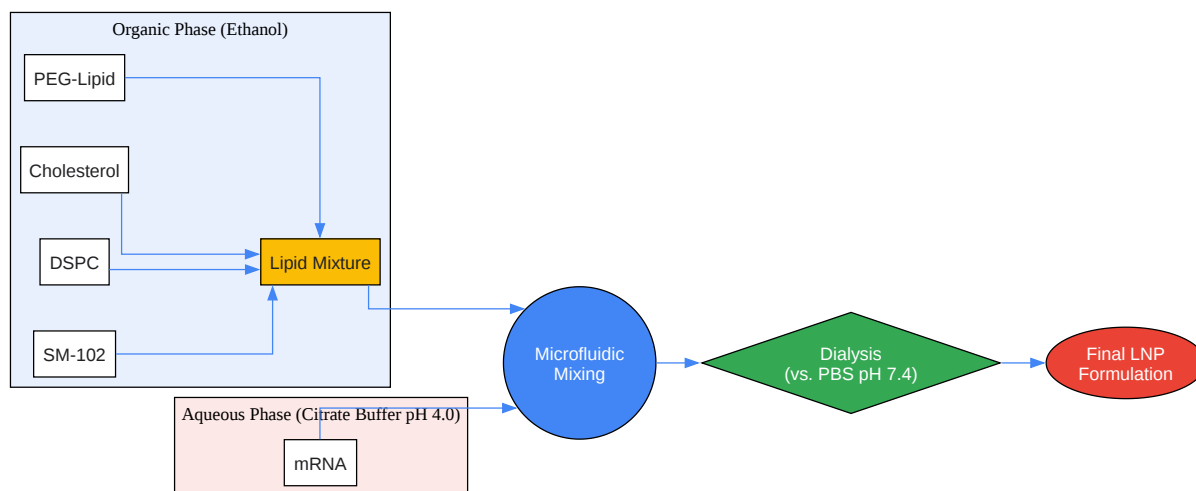 Organic Phase (Ethanol)
PEG-Lipid
Cholesterol
DSPC
Lipid Mixture
SM-102
Aqueous Phase (Citrate Buffer pH 4.0)
mRNA
Microfluidic
Mixing
Dialysis
(vs. PBS pH 7.4)
Final LNP
Formulation